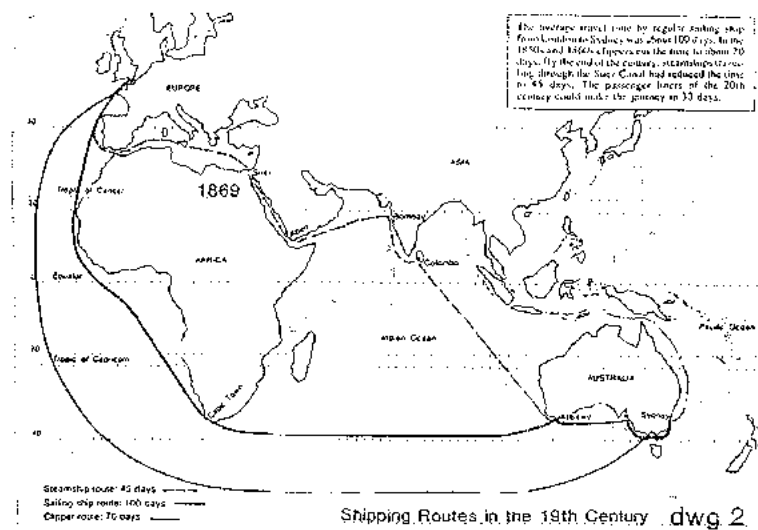 The average travel time by regular sailing ship
from London to Sydney was about 100 days. In the
1850s and 1860s clippers cut the time to about 70
days. By the end of the century, steamships travel-
ling through the Suez Canal had reduced the time
to 45 days. The passenger liners of the 20th
century could make the journey in 30 days.
EUROPE
ASIA
Suez
1869
Tropic of Cancer
Aden
Bombay
AFRICA
Colombo
Equator
Pacific Ocean
Indian Ocean
Tropic of Capricorn
AUSTRALIA
Cape Town
Albany
Sydney
40
Steamship route: 45 days
Sailing ship route: 100 days
Clipper route: 70 days
Shipping Routes in the 19th Century dwg 2